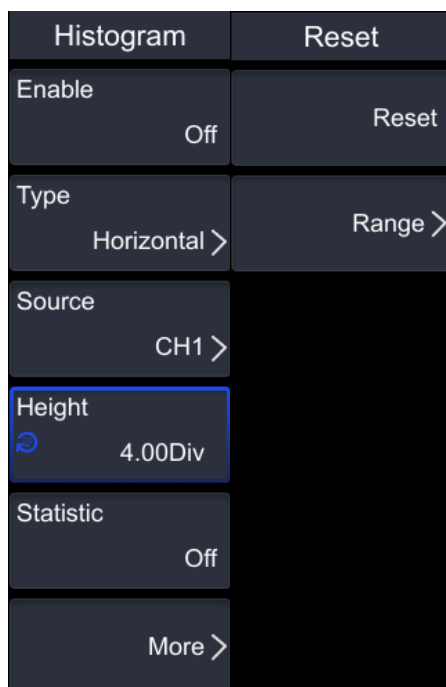 Histogram
Enable
Off
Type
Horizontal
Source
CH1
Height
4.00Div
Statistic
Off
More
Reset
Reset
Range